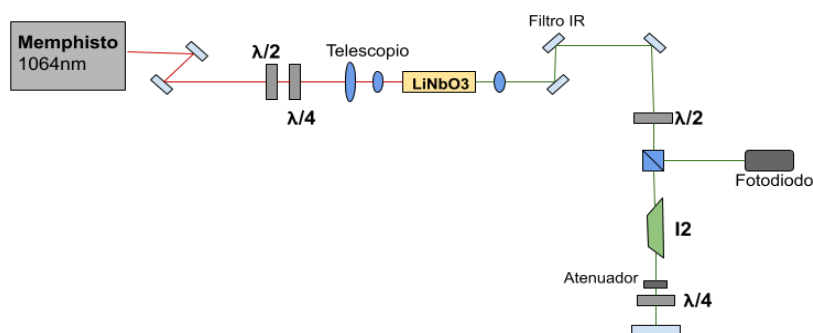 Memphisto
1064nm
λ/2
λ/4
Telescopio
LiNbO3
Filtro IR
λ/2
Fotodiodo
I2
Atenuador
λ/4